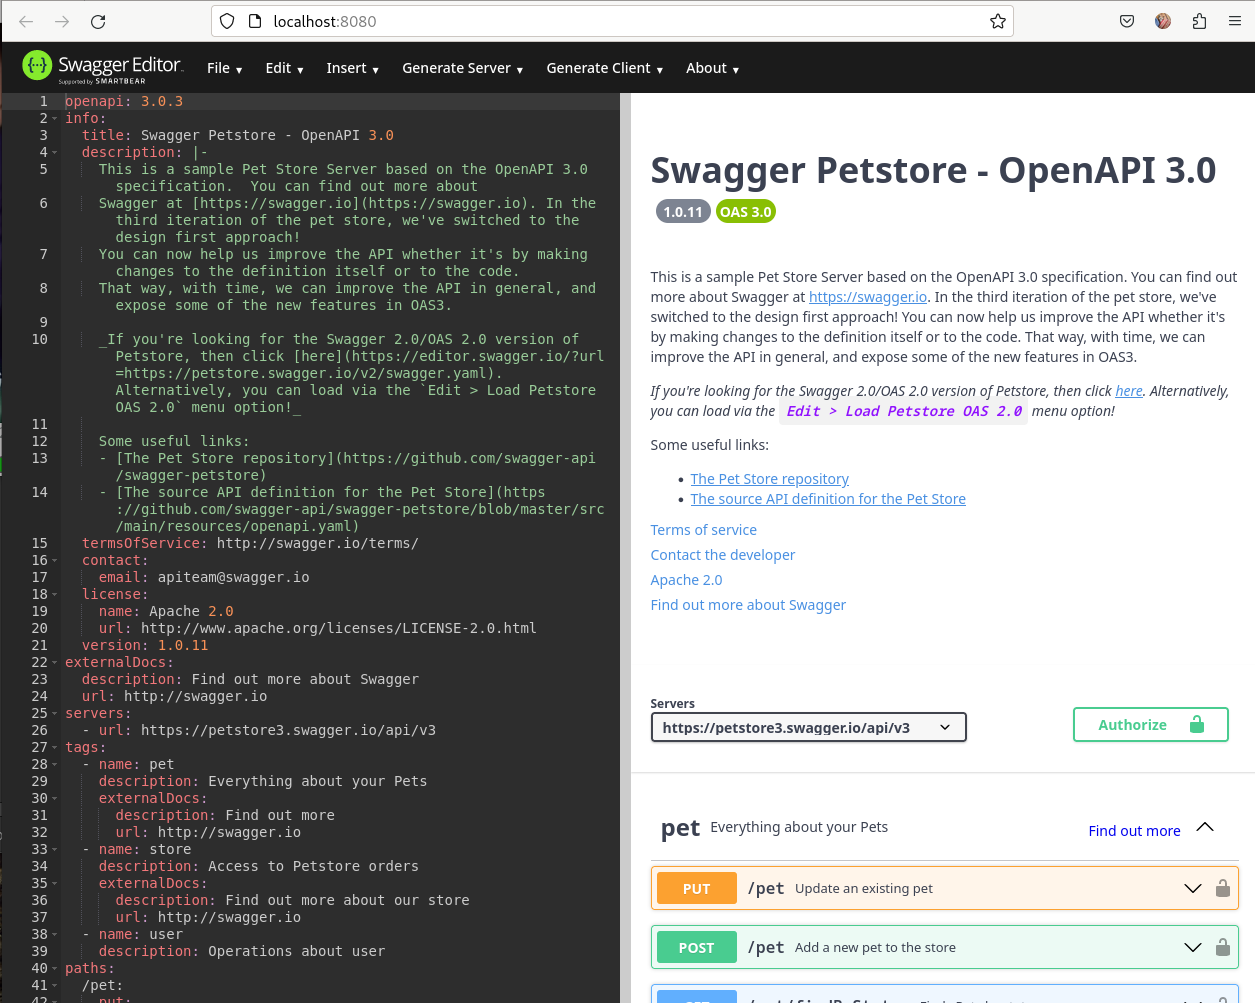 localhost:8080
Swagger Editor
Supported by SMARTBEAR
File Edit Insert Generate Server Generate Client About
1 openapi: 3.0.3
2 info:
3 title: Swagger Petstore - OpenAPI 3.0
4 description: |-
5 This is a sample Pet Store Server based on the OpenAPI 3.0
specification.  You can find out more about
6 Swagger at [https://swagger.io](https://swagger.io). In the
third iteration of the pet store, we've switched to the
design first approach!
7 You can now help us improve the API whether it's by making
changes to the definition itself or to the code.
8 That way, with time, we can improve the API in general, and
expose some of the new features in OAS3.
9
10 _If you're looking for the Swagger 2.0/OAS 2.0 version of
Petstore, then click [here](https://editor.swagger.io/?url
=https://petstore.swagger.io/v2/swagger.yaml).
Alternatively, you can load via the `Edit > Load Petstore
OAS 2.0` menu option!_
11
12 Some useful links:
13 - [The Pet Store repository](https://github.com/swagger-api
/swagger-petstore)
14 - [The source API definition for the Pet Store](https
://github.com/swagger-api/swagger-petstore/blob/master/src
/main/resources/openapi.yaml)
15 termsOfService: http://swagger.io/terms/
16 contact:
17 email: apiteam@swagger.io
18 license:
19 name: Apache 2.0
20 url: http://www.apache.org/licenses/LICENSE-2.0.html
21 version: 1.0.11
22 externalDocs:
23 description: Find out more about Swagger
24 url: http://swagger.io
25 servers:
26 - url: https://petstore3.swagger.io/api/v3
27 tags:
28 - name: pet
29 description: Everything about your Pets
30 externalDocs:
31 description: Find out more
32 url: http://swagger.io
33 - name: store
34 description: Access to Petstore orders
35 externalDocs:
36 description: Find out more about our store
37 url: http://swagger.io
38 - name: user
39 description: Operations about user
40 paths:
41 /pet:
42 put:
Swagger Petstore - OpenAPI 3.0
1.0.11 OAS 3.0
This is a sample Pet Store Server based on the OpenAPI 3.0 specification. You can find out
more about Swagger at https://swagger.io. In the third iteration of the pet store, we've
switched to the design first approach! You can now help us improve the API whether it's
by making changes to the definition itself or to the code. That way, with time, we can
improve the API in general, and expose some of the new features in OAS3.
If you're looking for the Swagger 2.0/OAS 2.0 version of Petstore, then click here. Alternatively,
you can load via the Edit > Load Petstore OAS 2.0 menu option!
Some useful links:
The Pet Store repository
The source API definition for the Pet Store
Terms of service
Contact the developer
Apache 2.0
Find out more about Swagger
Servers
https://petstore3.swagger.io/api/v3
Authorize
pet Everything about your Pets Find out more
PUT /pet Update an existing pet
POST /pet Add a new pet to the store